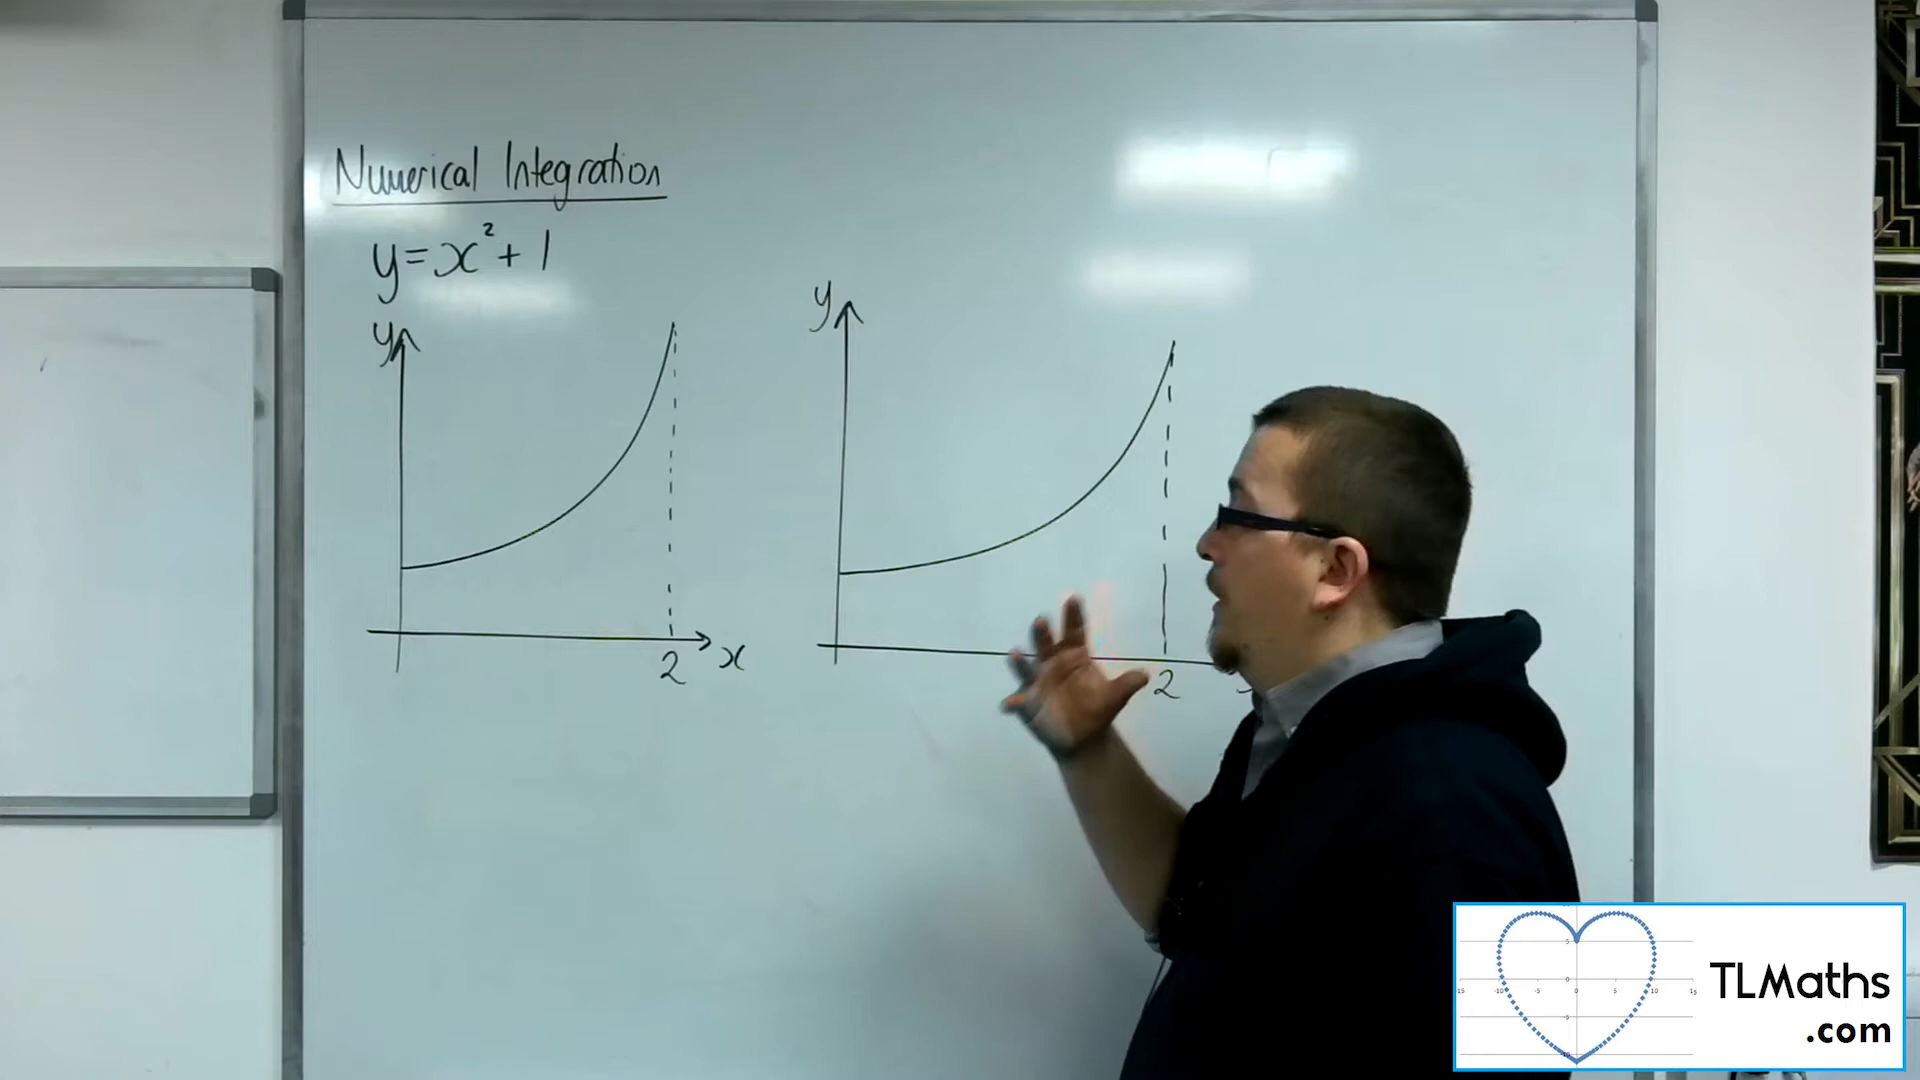 Numerical Integration
y = x² + 1
y
y
2
x
2
TLMaths
.com